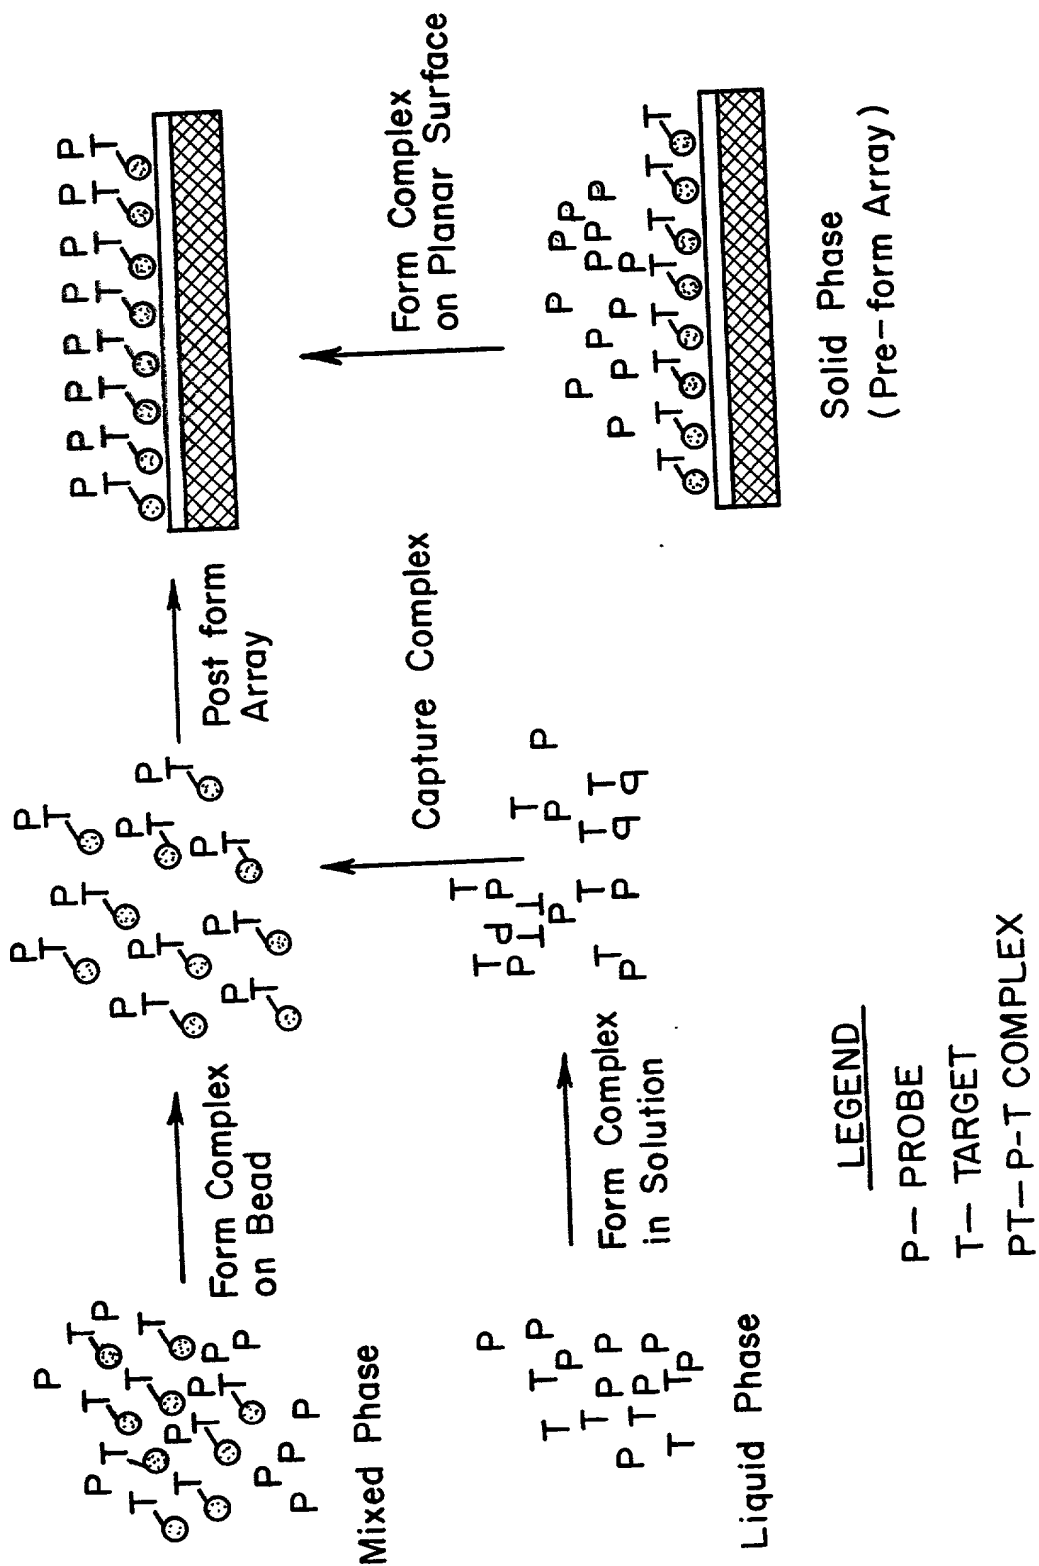 Form Complex
on Bead
Post form
Array
P P P P P P P P
T T T T T T T T
Mixed Phase
Capture Complex
Form Complex
on Planar Surface
Form Complex
in Solution
T T T T T T T T
Liquid Phase
Solid Phase
(Pre-form Array)
LEGEND
P— PROBE
T— TARGET
PT— P-T COMPLEX